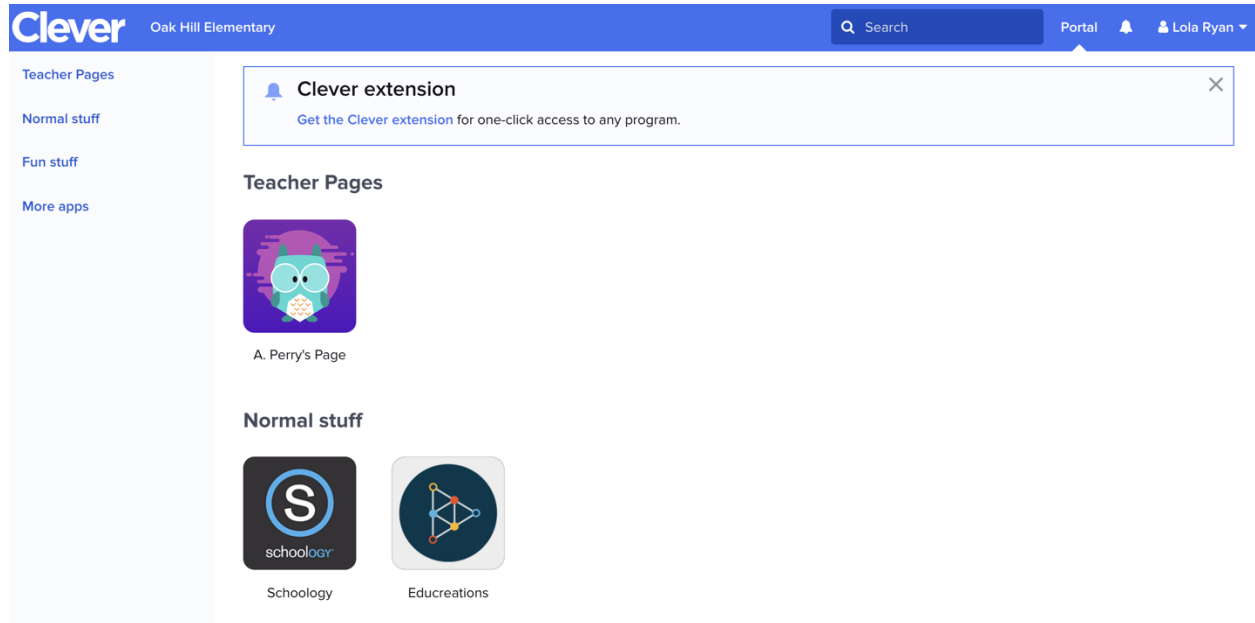 Clever Oak Hill Elementary Search Portal Lola Ryan
Teacher Pages
Normal stuff
Fun stuff
More apps
Clever extension
Get the Clever extension for one-click access to any program.
Teacher Pages
A. Perry's Page
Normal stuff
S
schoology
Schoology
Educreations